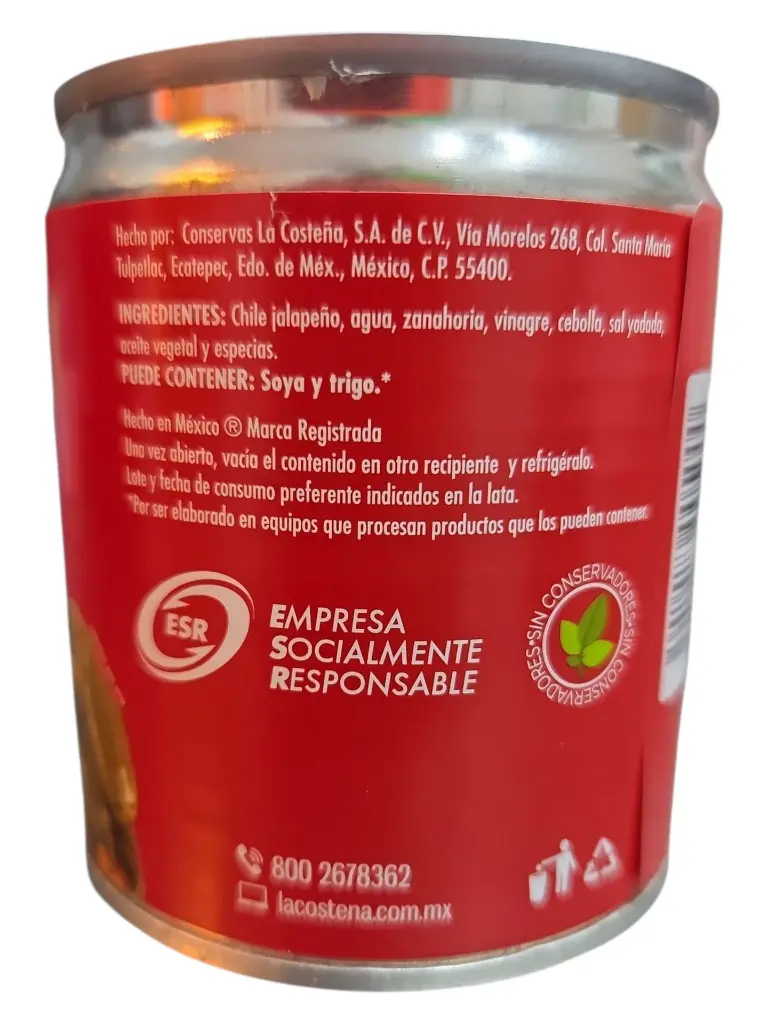 Hecho por: Conservas La Costeña, S.A. de C.V., Vía Morelos 268, Col. Santa María
Tulpetlac, Ecatepec, Edo. de Méx., México, C.P. 55400.
INGREDIENTES: Chile jalapeño, agua, zanahoria, vinagre, cebolla, sal yodada,
aceite vegetal y especias.
PUEDE CONTENER: Soya y trigo.*
Hecho en México ® Marca Registrada
Una vez abierto, vacía el contenido en otro recipiente y refrigéralo.
Lote y fecha de consumo preferente indicados en la lata.
*Por ser elaborado en equipos que procesan productos que los pueden contener.
ESR
EMPRESA
SOCIALMENTE
RESPONSABLE
SIN CONSERVADORES•SIN CONSERVADORES•
800 2678362
lacostena.com.mx